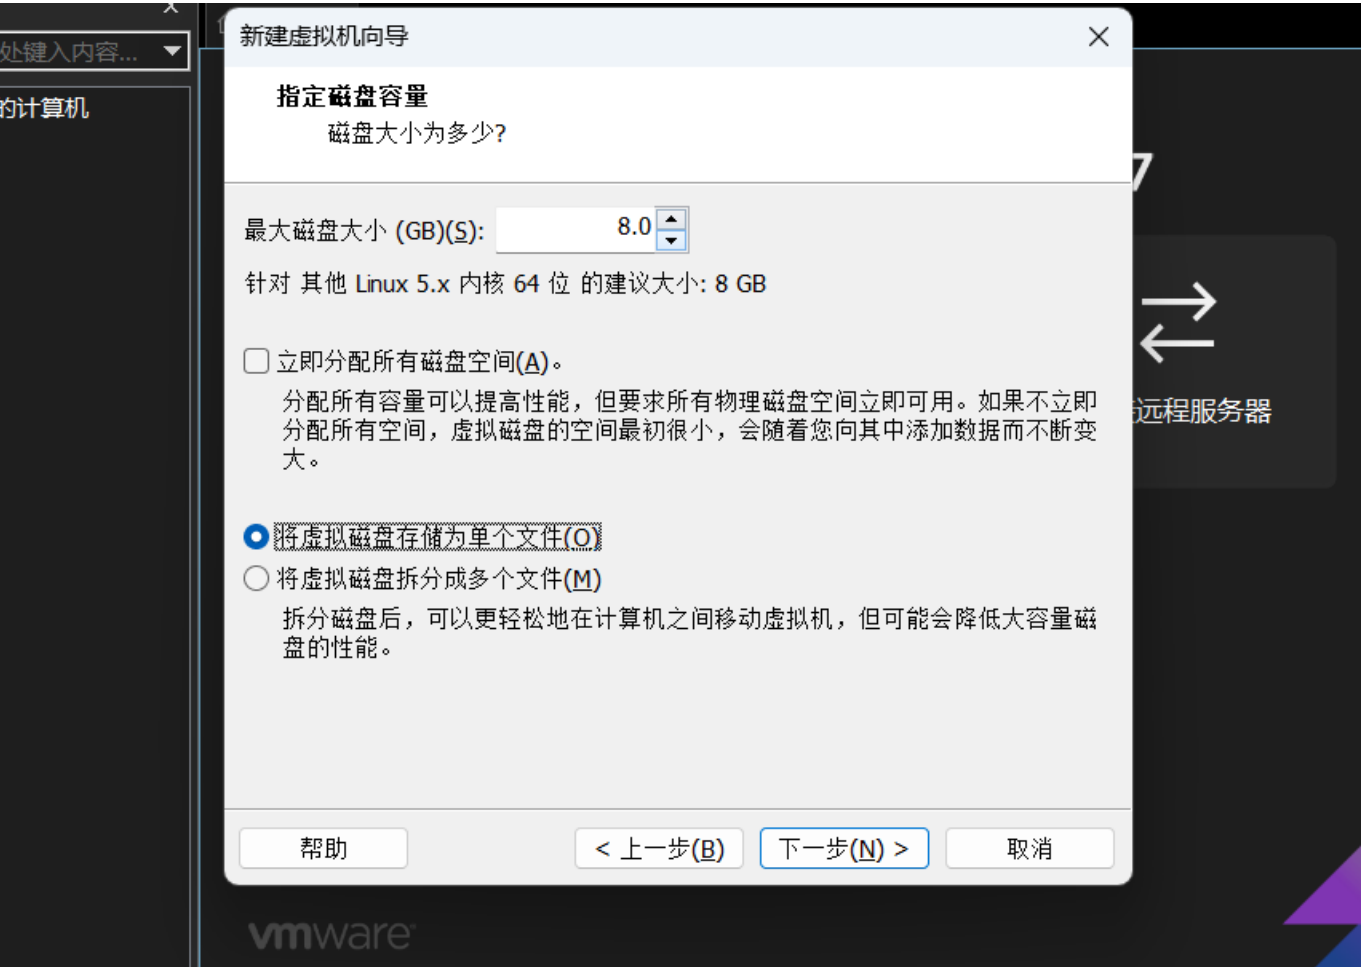 新建虚拟机向导
处键入内容...
的计算机
指定磁盘容量
磁盘大小为多少?
7
最大磁盘大小 (GB)(S): 8.0
针对 其他 Linux 5.x 内核 64 位 的建议大小: 8 GB
立即分配所有磁盘空间(A)。
分配所有容量可以提高性能，但要求所有物理磁盘空间立即可用。如果不立即
分配所有空间，虚拟磁盘的空间最初很小，会随着您向其中添加数据而不断变
大。
远程服务器
将虚拟磁盘存储为单个文件(O)
将虚拟磁盘拆分成多个文件(M)
拆分磁盘后，可以更轻松地在计算机之间移动虚拟机，但可能会降低大容量磁
盘的性能。
帮助
< 上一步(B)
下一步(N) >
取消
vmware